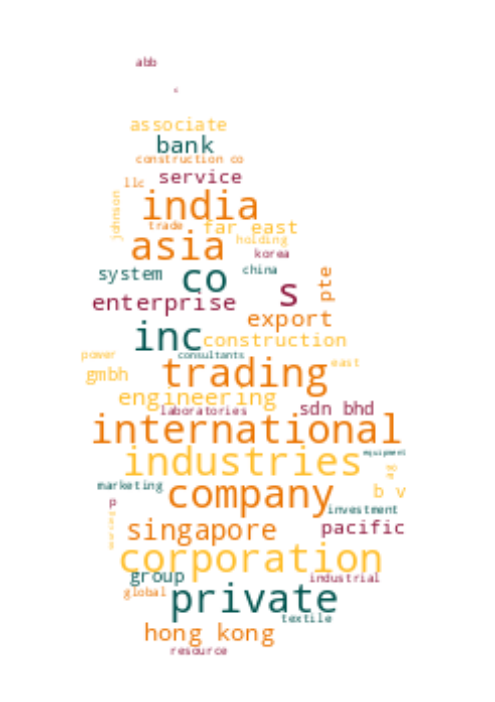 abb
c
associate
bank
construction co
service
llc
johnson
india
trade
far east
asia
holding
korea
system
co
china
pte
enterprise
s
export
inc
construction
power
consultants
trading
east
gmbh
engineering
laboratories
sdn bhd
international
industries
equipment
marketing
company
b v
p
investment
singapore
pacific
corporation
group
industrial
global
private
textile
hong kong
resource